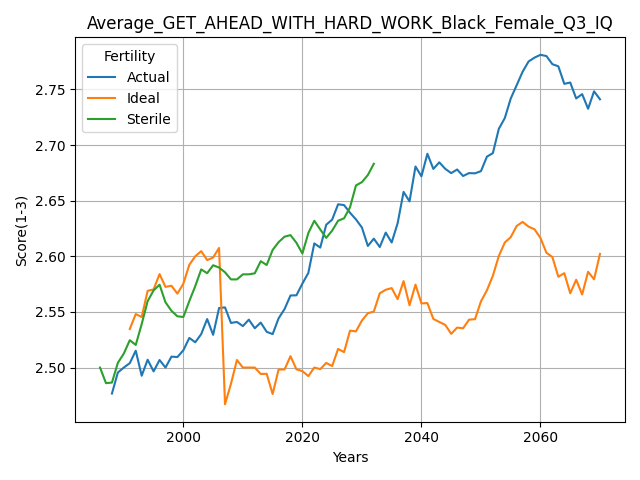 Average_GET_AHEAD_WITH_HARD_WORK_Black_Female_Q3_IQ
Fertility
Actual
Ideal
Sterile
2.75
2.70
2.65
2.60
2.55
2.50
Score(1-3)
2000 2020 2040 2060
Years